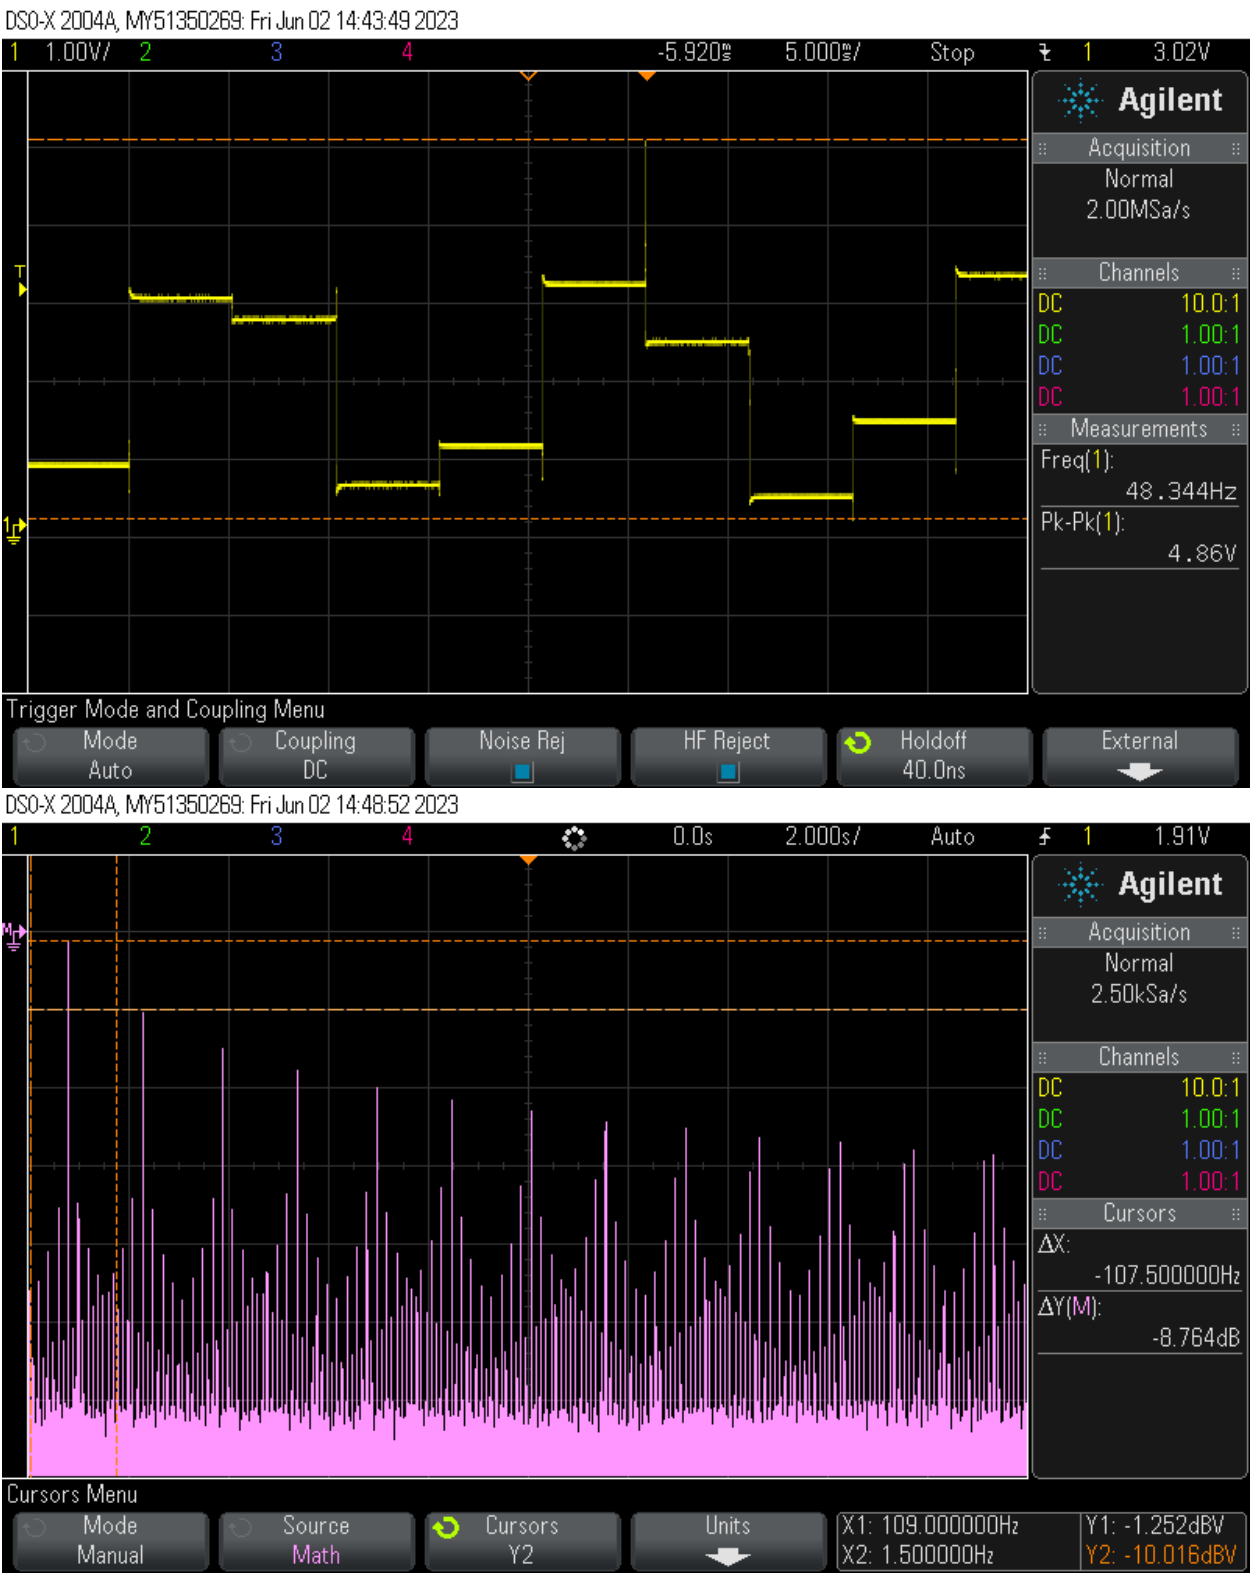 DSO-X 2004A, MY51350269: Fri Jun 02 14:43:49 2023
1 1.00V/ 2 3 4 -5.920ms 5.000ms/ Stop 1 3.02V
Agilent
Acquisition
Normal
2.00MSa/s
T
Channels
DC 10.0:1
DC 1.00:1
DC 1.00:1
DC 1.00:1
Measurements
Freq(1):
48.344Hz
1
Pk-Pk(1):
4.86V
Trigger Mode and Coupling Menu
Mode Coupling Noise Rej HF Reject Holdoff External
Auto DC 40.0ns
DSO-X 2004A, MY51350269: Fri Jun 02 14:48:52 2023
1 2 3 4 0.0s 2.000s/ Auto 1 1.91V
Agilent
M
Acquisition
Normal
2.50kSa/s
Channels
DC 10.0:1
DC 1.00:1
DC 1.00:1
DC 1.00:1
Cursors
ΔX:
-107.500000Hz
ΔY(M):
-8.764dB
Cursors Menu
Mode Source Cursors Units X1: 109.000000Hz Y1: -1.252dBV
Manual Math Y2 X2: 1.500000Hz Y2: -10.016dBV